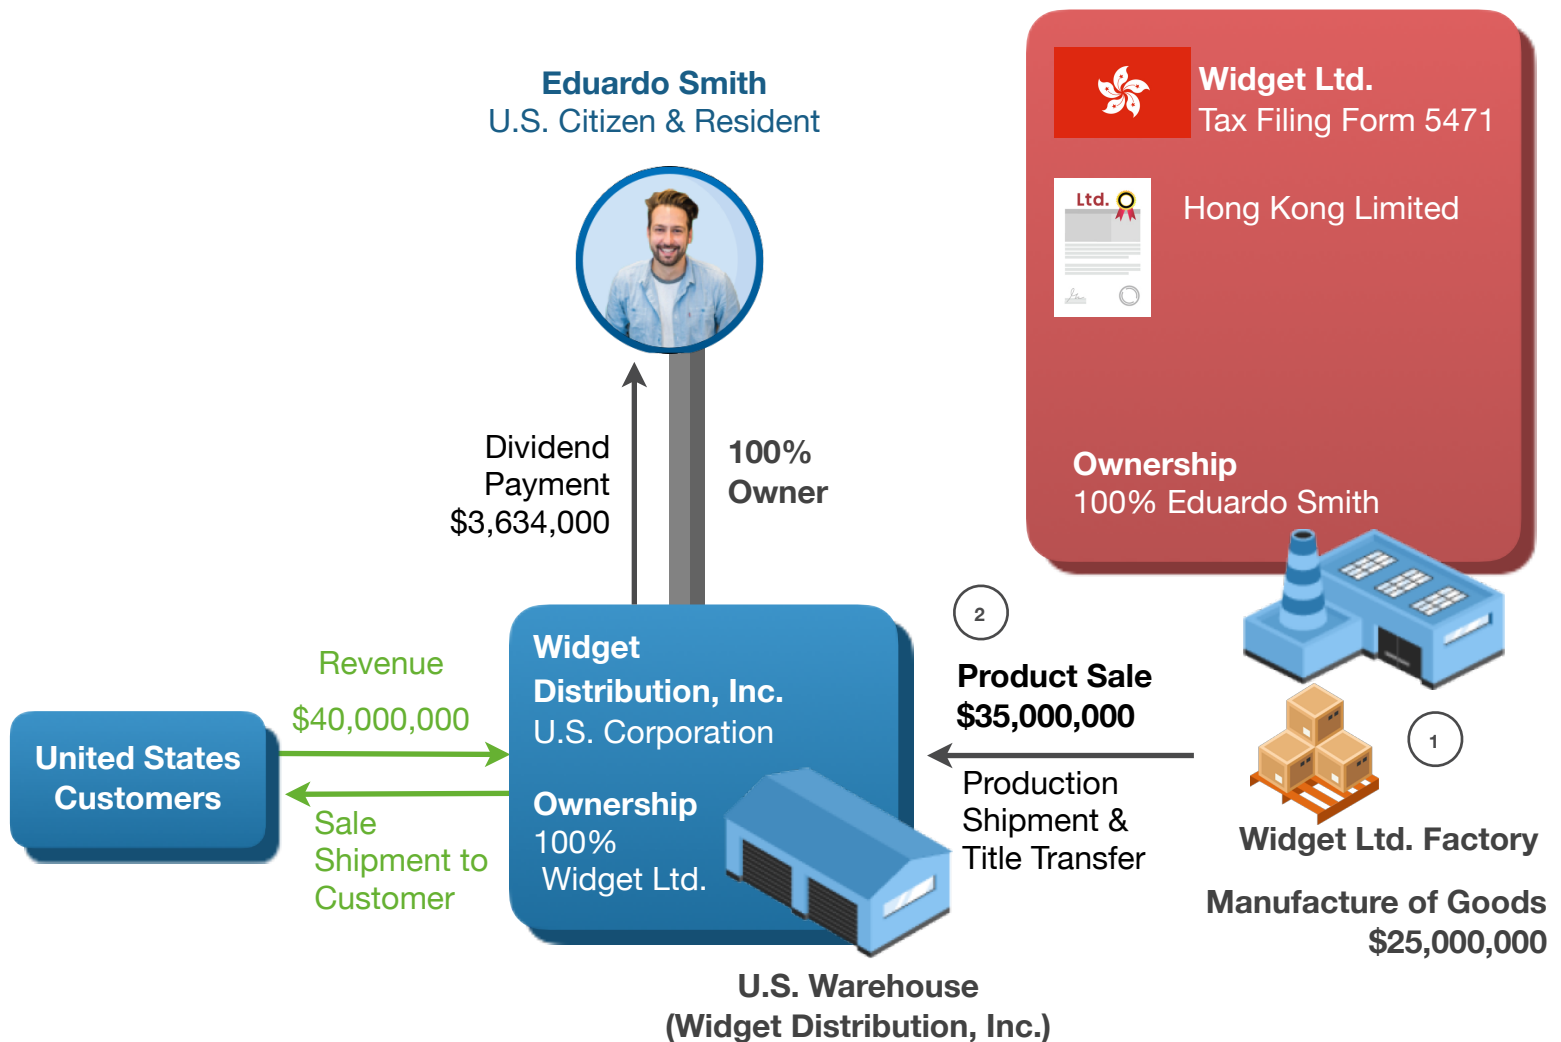 Eduardo Smith
U.S. Citizen & Resident
Widget Ltd.
Tax Filing Form 5471
Ltd.
Hong Kong Limited
Ownership
100% Eduardo Smith
Dividend
Payment
$3,634,000
100%
Owner
Revenue
$40,000,000
United States
Customers
Sale
Shipment to
Customer
Widget
Distribution, Inc.
U.S. Corporation
Ownership
100%
Widget Ltd.
2
Product Sale
$35,000,000
Production
Shipment &
Title Transfer
1
Widget Ltd. Factory
Manufacture of Goods
$25,000,000
U.S. Warehouse
(Widget Distribution, Inc.)